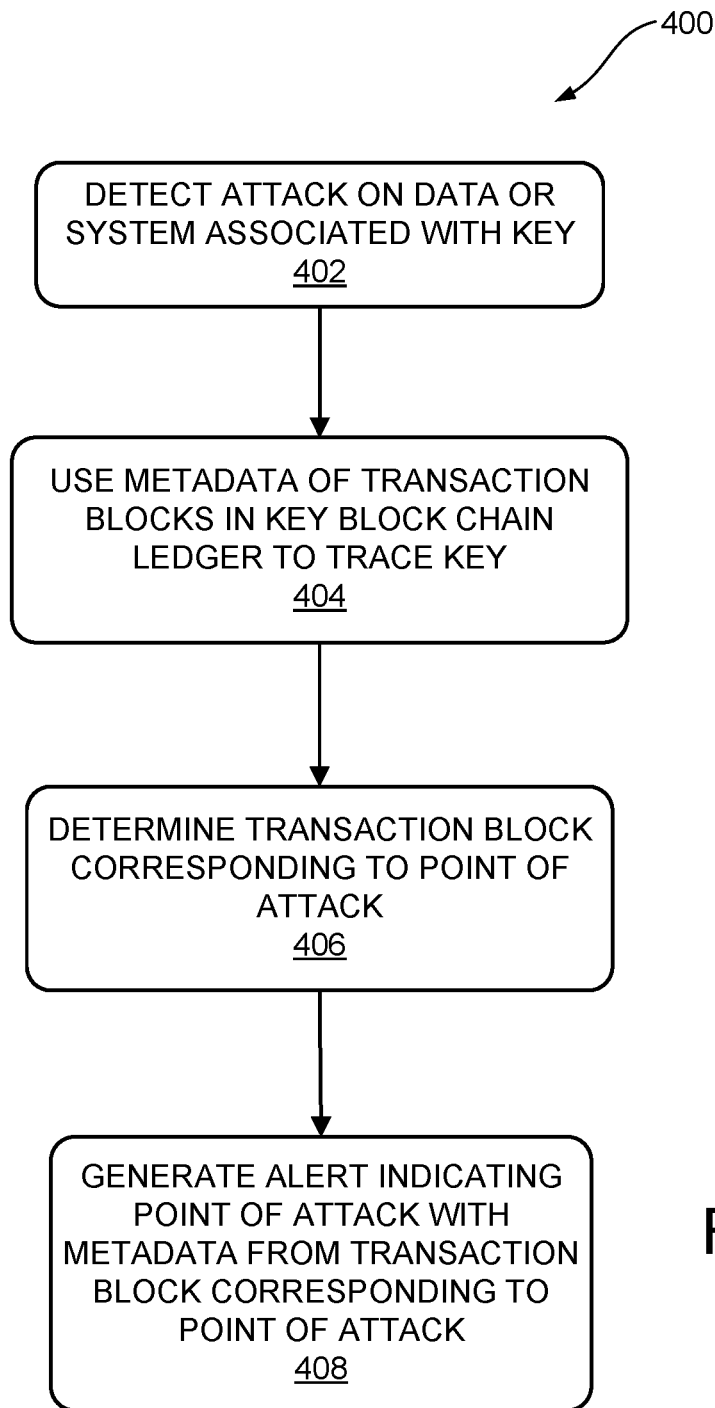 400
DETECT ATTACK ON DATA OR
SYSTEM ASSOCIATED WITH KEY
402
USE METADATA OF TRANSACTION
BLOCKS IN KEY BLOCK CHAIN
LEDGER TO TRACE KEY
404
DETERMINE TRANSACTION BLOCK
CORRESPONDING TO POINT OF
ATTACK
406
GENERATE ALERT INDICATING
POINT OF ATTACK WITH
METADATA FROM TRANSACTION
BLOCK CORRESPONDING TO
POINT OF ATTACK
408